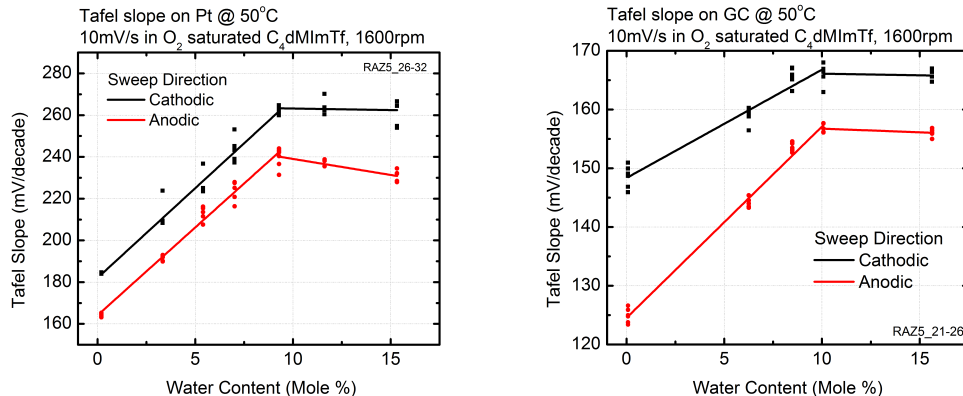 Tafel slope on Pt @ 50°C
10mV/s in O₂ saturated C₄dMImTf, 1600rpm
RAZ5_26-32
Sweep Direction
Cathodic
Anodic
Tafel Slope (mV/decade)
280
260
240
220
200
180
160
0 5 10 15
Water Content (Mole %)
Tafel slope on GC @ 50°C
10mV/s in O₂ saturated C₄dMImTf, 1600rpm
Tafel Slope (mV/decade)
170
160
150
140
130
120
Sweep Direction
Cathodic
Anodic
RAZ5_21-26
0 5 10 15
Water Content (Mole %)